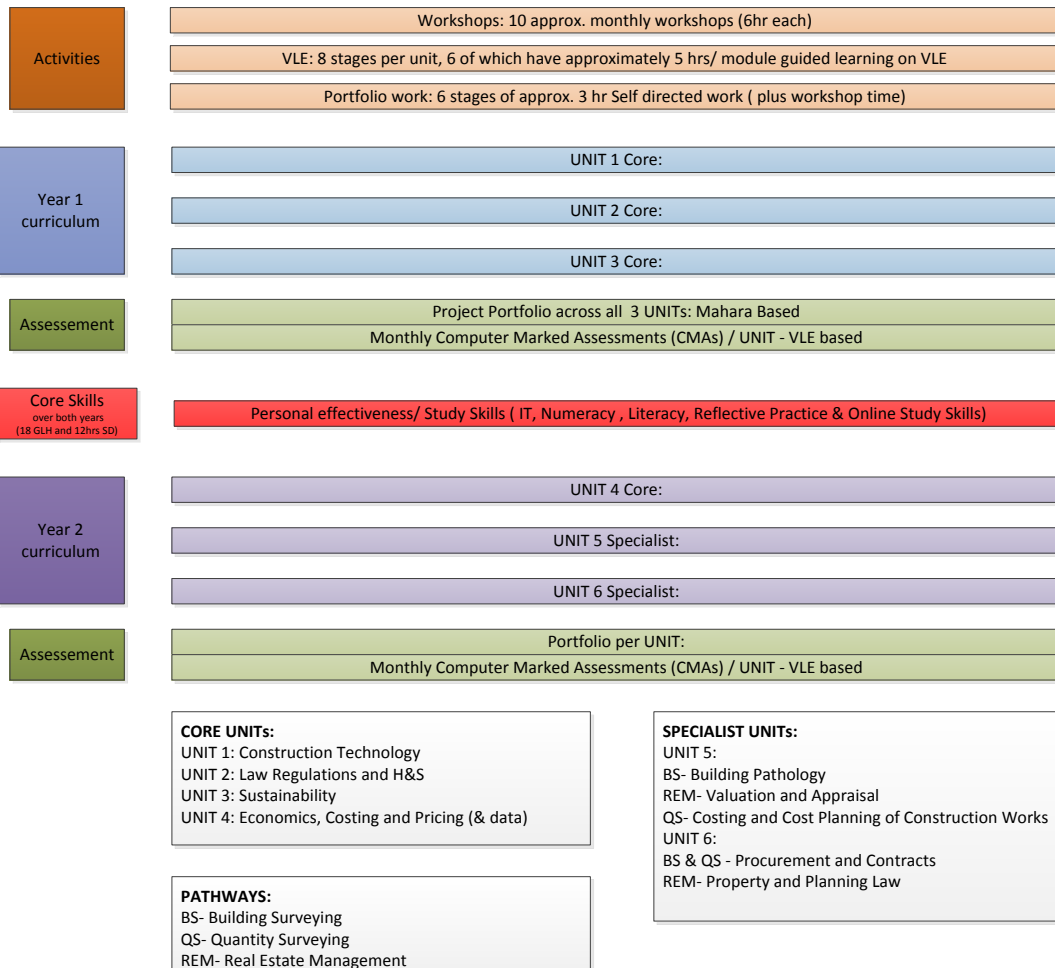 Activities
Workshops: 10 approx. monthly workshops (6hr each)
VLE: 8 stages per unit, 6 of which have approximately 5 hrs/ module guided learning on VLE
Portfolio work: 6 stages of approx. 3 hr Self directed work ( plus workshop time)
Year 1
curriculum
UNIT 1 Core:
UNIT 2 Core:
UNIT 3 Core:
Assessement
Project Portfolio across all 3 UNITs: Mahara Based
Monthly Computer Marked Assessments (CMAs) / UNIT - VLE based
Core Skills
over both years
(18 GLH and 12hrs SD)
Personal effectiveness/ Study Skills ( IT, Numeracy , Literacy, Reflective Practice & Online Study Skills)
Year 2
curriculum
UNIT 4 Core:
UNIT 5 Specialist:
UNIT 6 Specialist:
Assessement
Portfolio per UNIT:
Monthly Computer Marked Assessments (CMAs) / UNIT - VLE based
CORE UNITs:
UNIT 1: Construction Technology
UNIT 2: Law Regulations and H&S
UNIT 3: Sustainability
UNIT 4: Economics, Costing and Pricing (& data)
SPECIALIST UNITs:
UNIT 5:
BS- Building Pathology
REM- Valuation and Appraisal
QS- Costing and Cost Planning of Construction Works
UNIT 6:
BS & QS - Procurement and Contracts
REM- Property and Planning Law
PATHWAYS:
BS- Building Surveying
QS- Quantity Surveying
REM- Real Estate Management